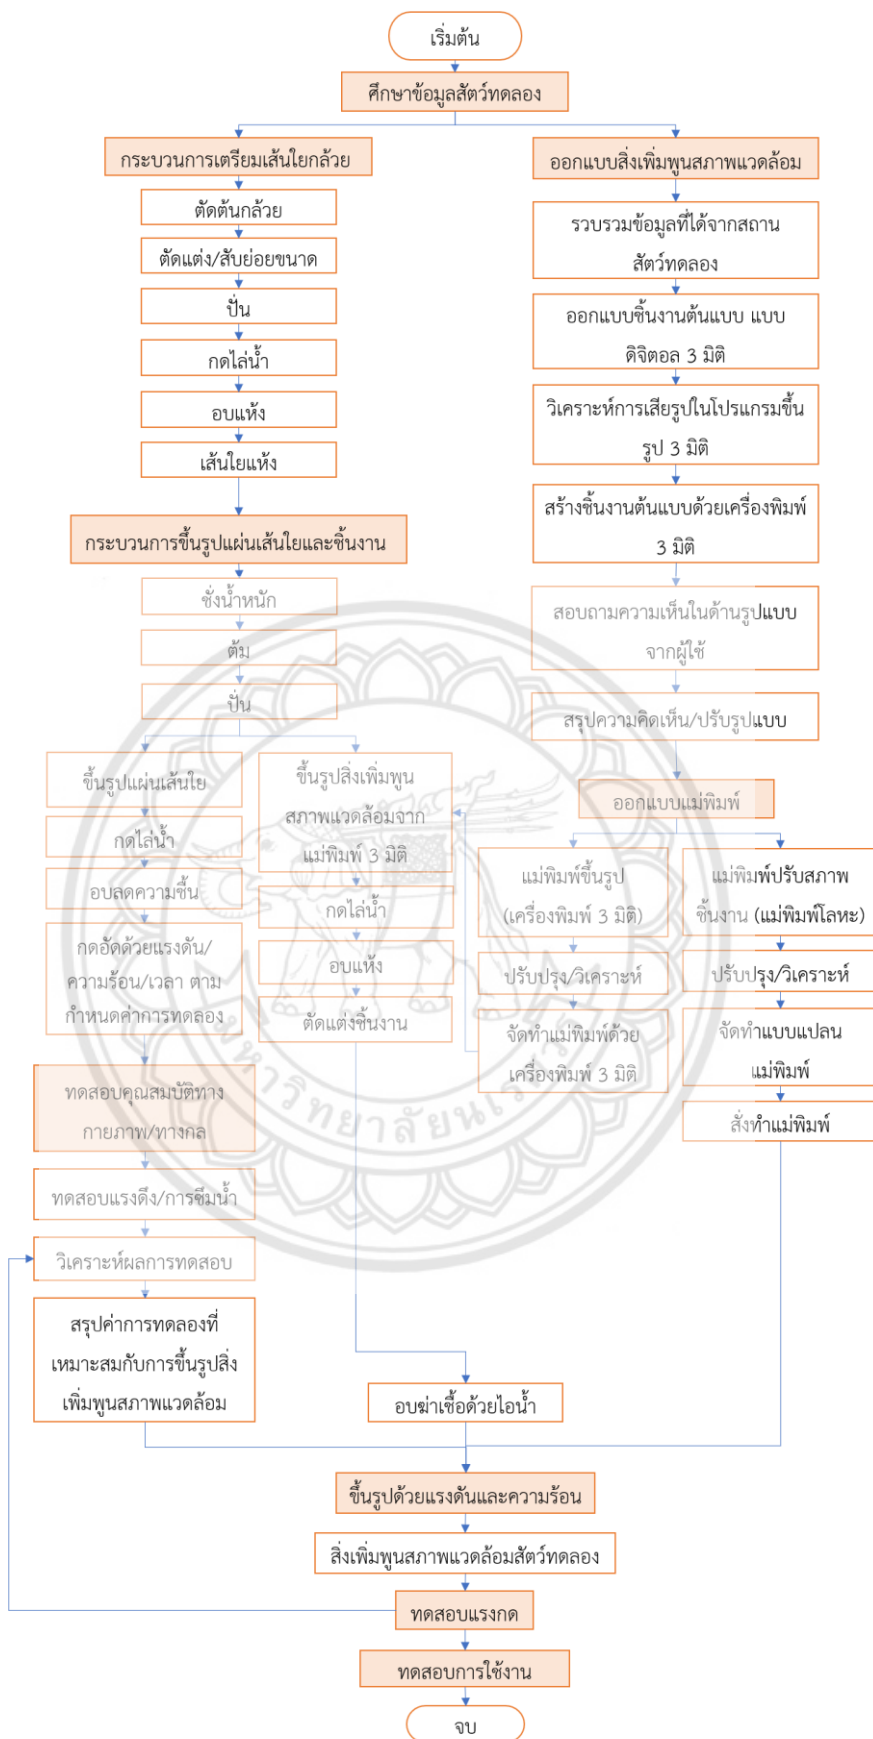 เริ่มต้น
ศึกษาข้อมูลสัตว์ทดลอง
กระบวนการเตรียมเส้นใยกล้วย
ตัดต้นกล้วย
ตัดแต่ง/สับย่อยขนาด
ปั่น
กดไล่น้ำ
อบแห้ง
เส้นใยแห้ง
กระบวนการขึ้นรูปแผ่นเส้นใยและชิ้นงาน
ชั่งน้ำหนัก
ต้ม
ปั่น
ขึ้นรูปแผ่นเส้นใย
กดไล่น้ำ
อบลดความชื้น
กดอัดด้วยแรงดัน/
ความร้อน/เวลา ตาม
กำหนดค่าการทดลอง
ทดสอบคุณสมบัติทาง
กายภาพ/ทางกล
ทดสอบแรงดึง/การซึมน้ำ
วิเคราะห์ผลการทดสอบ
สรุปค่าการทดลองที่
เหมาะสมกับการขึ้นรูปสิ่ง
เพิ่มพูนสภาพแวดล้อม
ขึ้นรูปสิ่งเพิ่มพูน
สภาพแวดล้อมจาก
แม่พิมพ์ 3 มิติ
กดไล่น้ำ
อบแห้ง
ตัดแต่งชิ้นงาน
อบฆ่าเชื้อด้วยไอน้ำ
ออกแบบสิ่งเพิ่มพูนสภาพแวดล้อม
รวบรวมข้อมูลที่ได้จากสถาน
สัตว์ทดลอง
ออกแบบชิ้นงานต้นแบบ แบบ
ดิจิตอล 3 มิติ
วิเคราะห์การเสียรูปในโปรแกรมขึ้น
รูป 3 มิติ
สร้างชิ้นงานต้นแบบด้วยเครื่องพิมพ์
3 มิติ
สอบถามความเห็นในด้านรูปแบบ
จากผู้ใช้
สรุปความคิดเห็น/ปรับรูปแบบ
ออกแบบแม่พิมพ์
แม่พิมพ์ขึ้นรูป
(เครื่องพิมพ์ 3 มิติ)
ปรับปรุง/วิเคราะห์
จัดทำแม่พิมพ์ด้วย
เครื่องพิมพ์ 3 มิติ
แม่พิมพ์ปรับสภาพ
ชิ้นงาน (แม่พิมพ์โลหะ)
ปรับปรุง/วิเคราะห์
จัดทำแบบแปลน
แม่พิมพ์
สั่งทำแม่พิมพ์
ขึ้นรูปด้วยแรงดันและความร้อน
สิ่งเพิ่มพูนสภาพแวดล้อมสัตว์ทดลอง
ทดสอบแรงกด
ทดสอบการใช้งาน
จบ
มหาวิทยาลัยนเรศวร